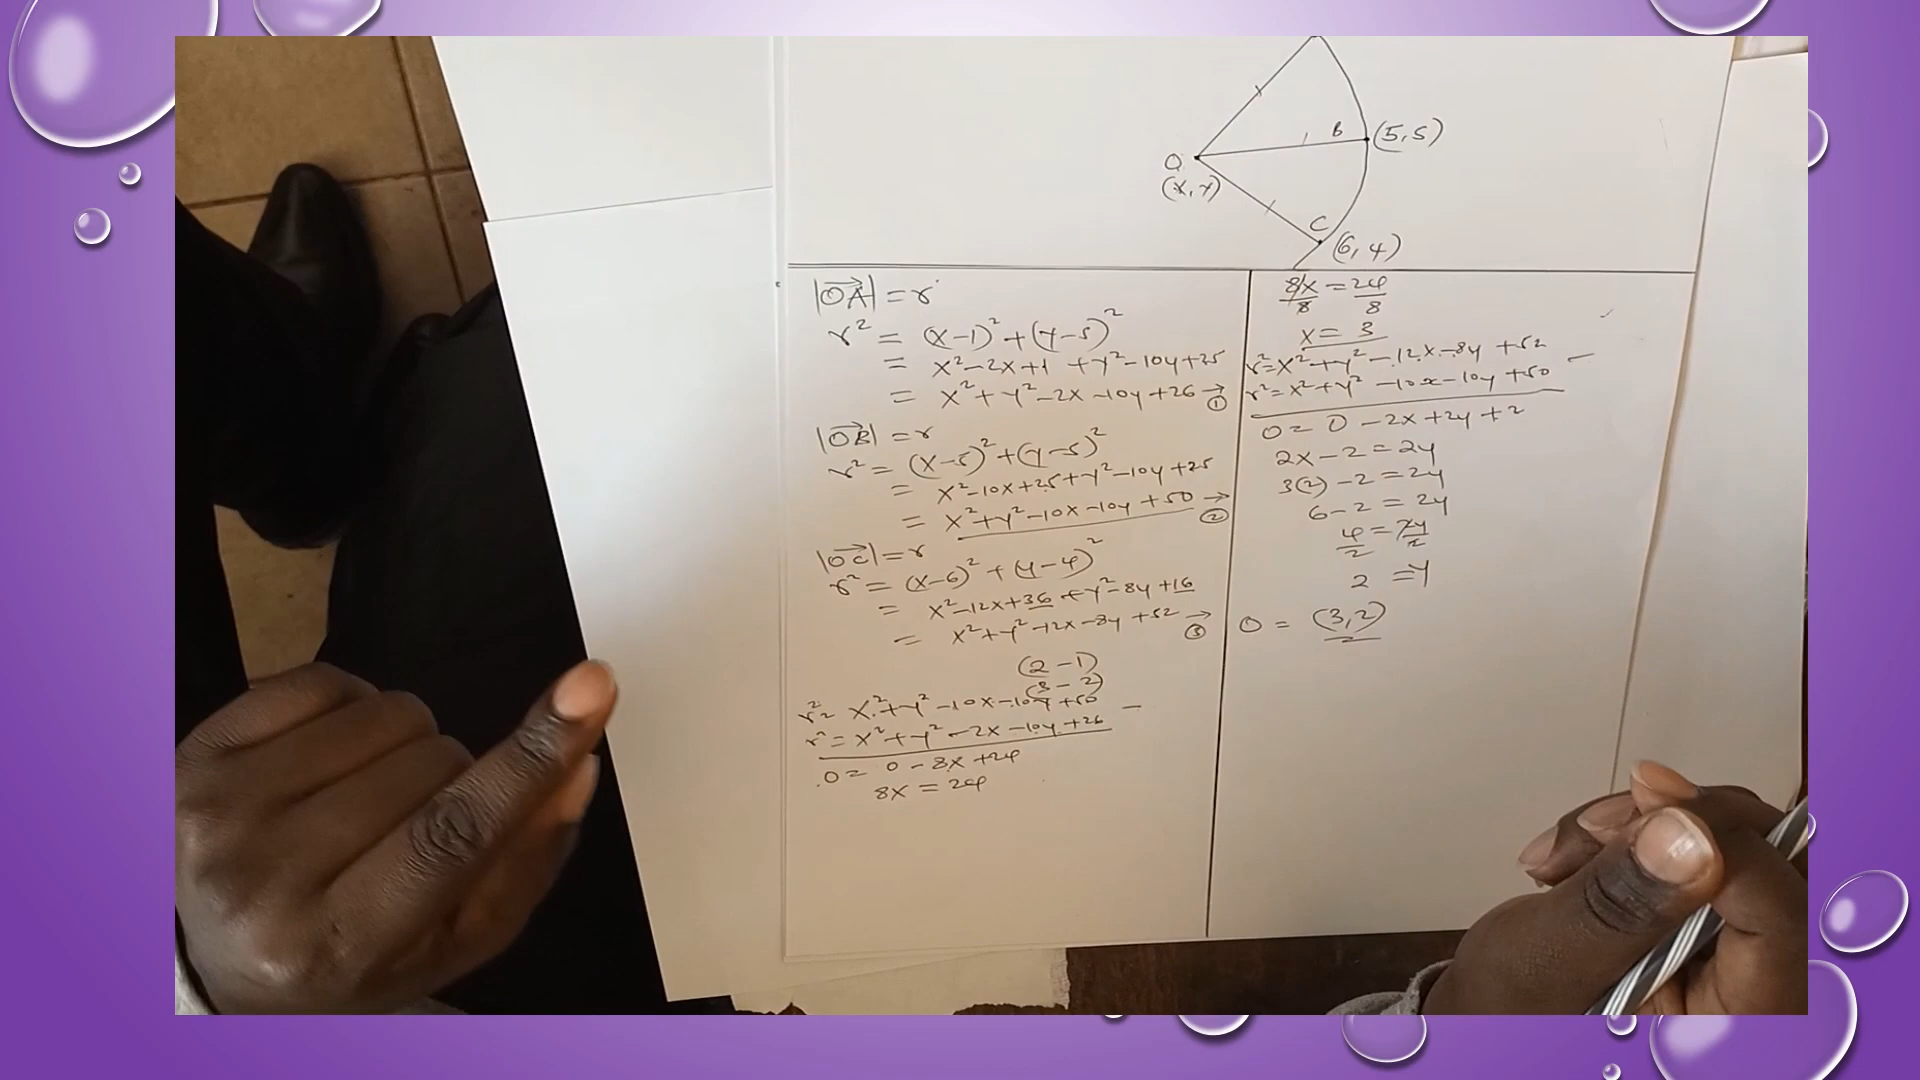 B (5,5)
O
(x,y)
C
(6,4)
|OA| = r
r² = (x-1)² + (y-5)²
= x²-2x+1 + y²-10y+25
= x² + y² -2x -10y + 26 → ①
|OB| = r
r² = (x-5)² + (y-5)²
= x²-10x+25+y²-10y+25
= x²+y²-10x-10y+50 → ②
|OC| = r
r² = (x-6)² + (y-4)²
= x²-12x+36 + y²-8y+16
= x²+y²-12x-8y+52 → ③
(2-1)
(3-2)
r² = x²+y²-10x-10y+50 -
r² = x²+y²-2x-10y+26
0 = 0-8x+24
8x = 24
8x/8 = 24/8
x = 3
r²=x²+y²-12x-8y+52 -
r²=x²+y²-10x-10y+50
0 = 0-2x+2y+2
2x-2 = 2y
3(2)-2 = 2y
6-2 = 2y
4/2 = 2y/2
2 = y
O = (3,2)